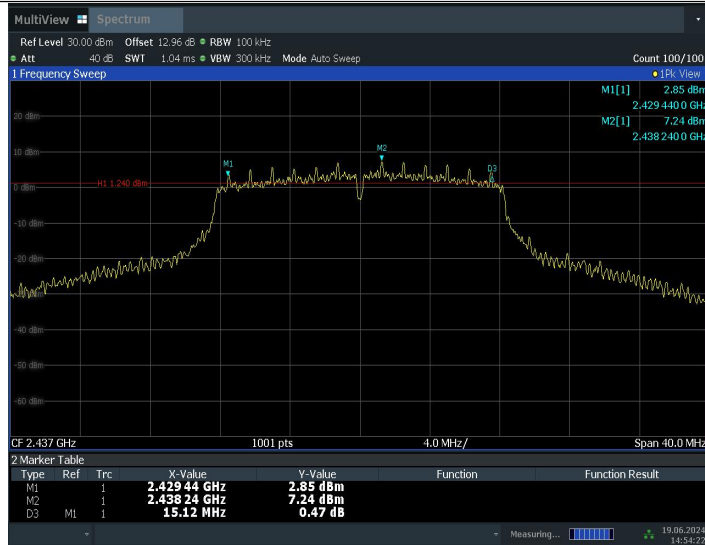 MultiView Spectrum
Ref Level 30.00 dBm Offset 12.96 dB RBW 100 kHz
Att 40 dB SWT 1.04 ms VBW 300 kHz Mode Auto Sweep Count 100/100
1 Frequency Sweep 1Pk View
M1[1] 2.85 dBm
2.429 440 0 GHz
M2[1] 7.24 dBm
2.438 240 0 GHz
20 dBm
10 dBm
M2
M1
D3
0 dBm
H1 1.240 dBm
-10 dBm
-20 dBm
-40 dBm
-50 dBm
-60 dBm
CF 2.437 GHz 1001 pts 4.0 MHz/ Span 40.0 MHz
2 Marker Table
Type Ref Trc X-Value Y-Value Function Function Result
M1 1 2.429 44 GHz 2.85 dBm
M2 1 2.438 24 GHz 7.24 dBm
D3 M1 1 15.12 MHz 0.47 dB
Measuring... 19.06.2024
14:54:22